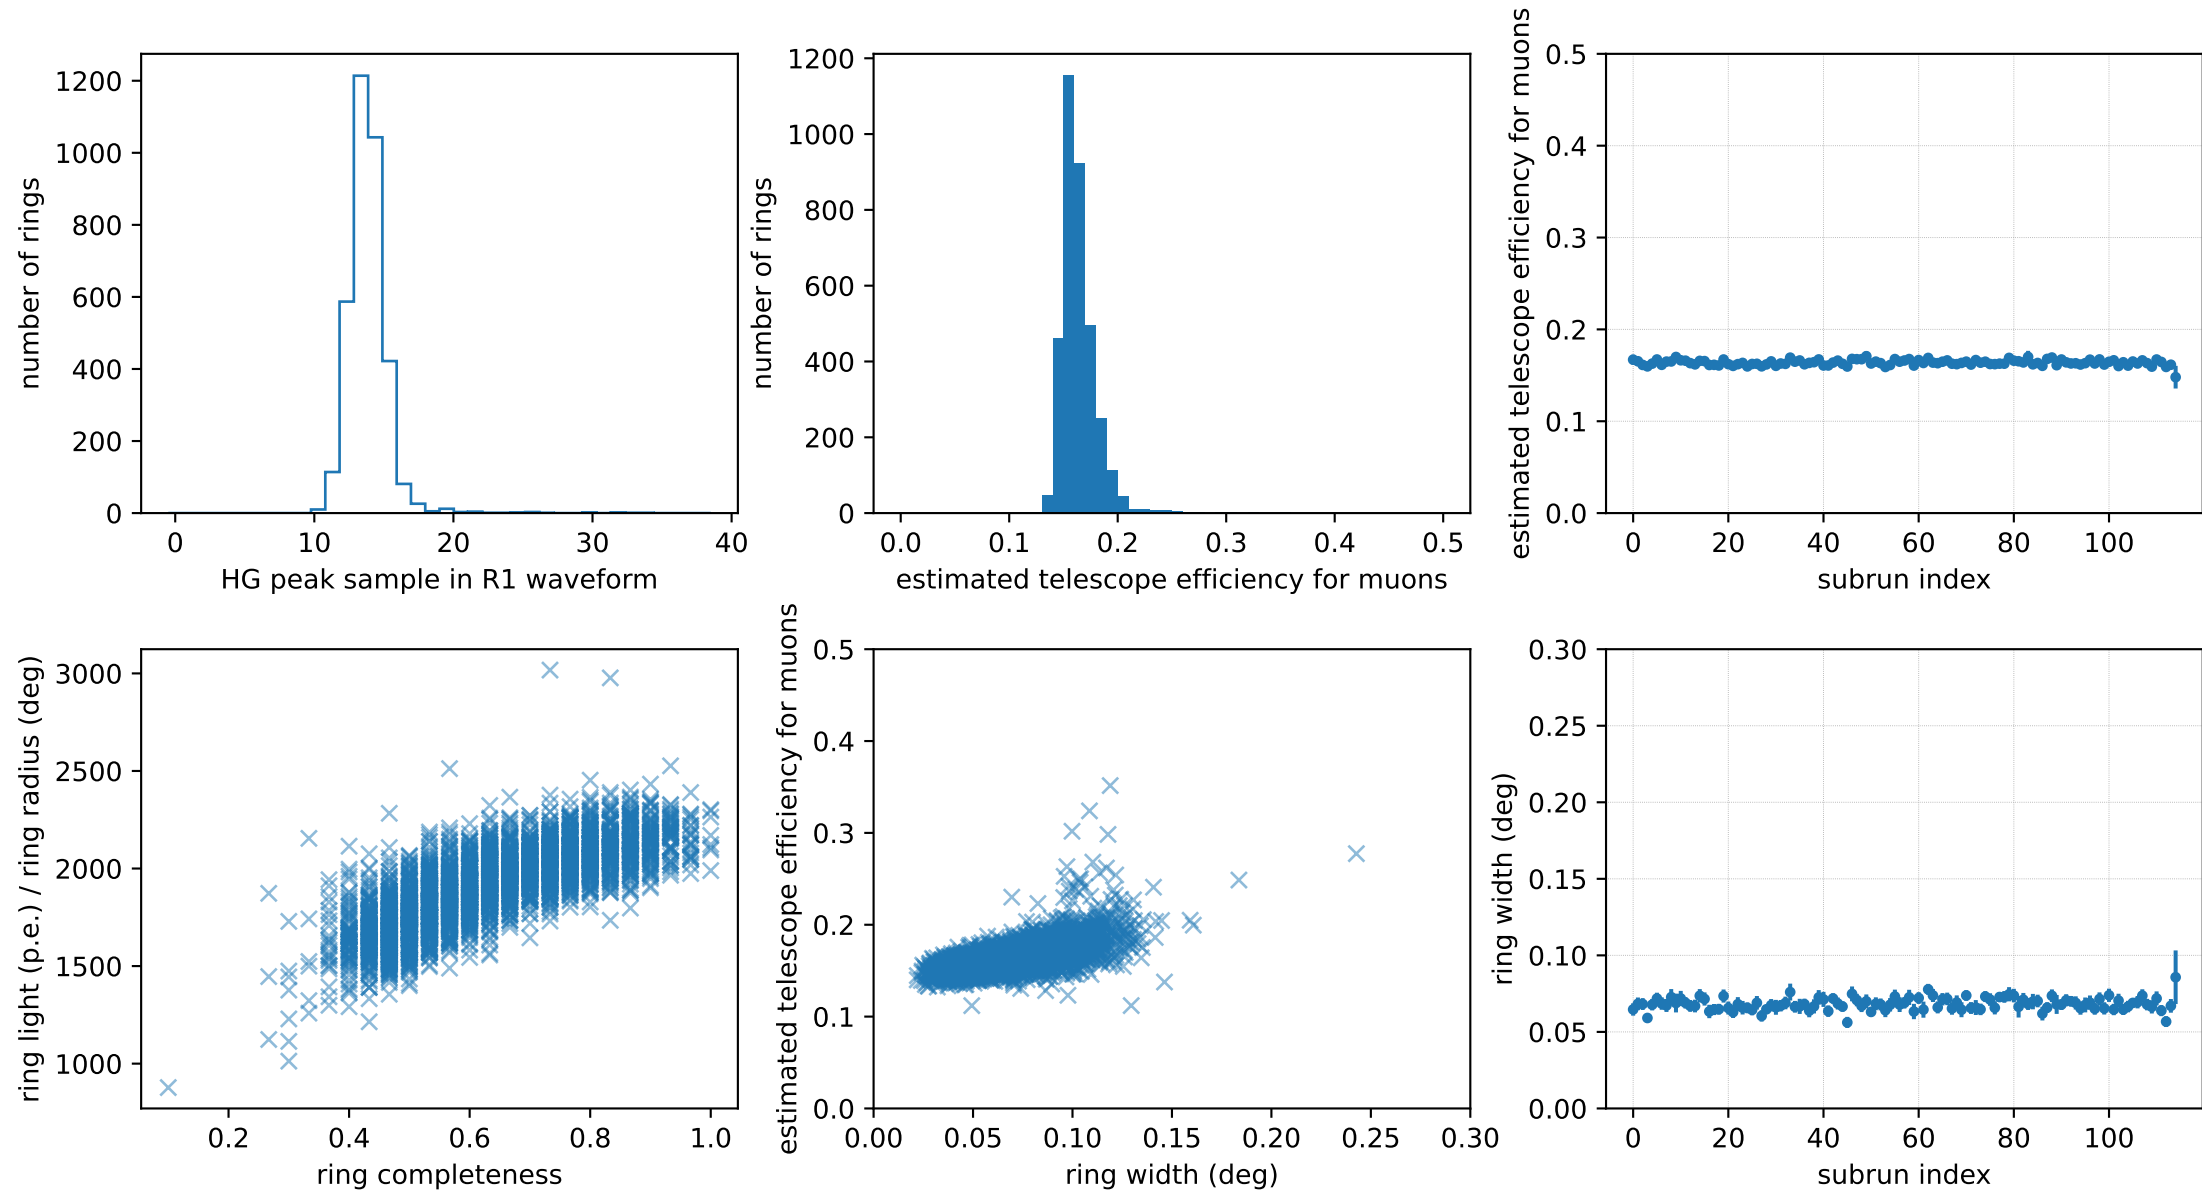 number of rings
1200
1000
800
600
400
200
0
0 10 20 30 40
HG peak sample in R1 waveform
number of rings
1200
1000
800
600
400
200
0
0.0 0.1 0.2 0.3 0.4 0.5
estimated telescope efficiency for muons
estimated telescope efficiency for muons
0.5
0.4
0.3
0.2
0.1
0.0
0 20 40 60 80 100
subrun index
ring light (p.e.) / ring radius (deg)
3000
2500
2000
1500
1000
0.2 0.4 0.6 0.8 1.0
ring completeness
estimated telescope efficiency for muons
0.5
0.4
0.3
0.2
0.1
0.0
0.00 0.05 0.10 0.15 0.20 0.25 0.30
ring width (deg)
ring width (deg)
0.30
0.25
0.20
0.15
0.10
0.05
0.00
0 20 40 60 80 100
subrun index